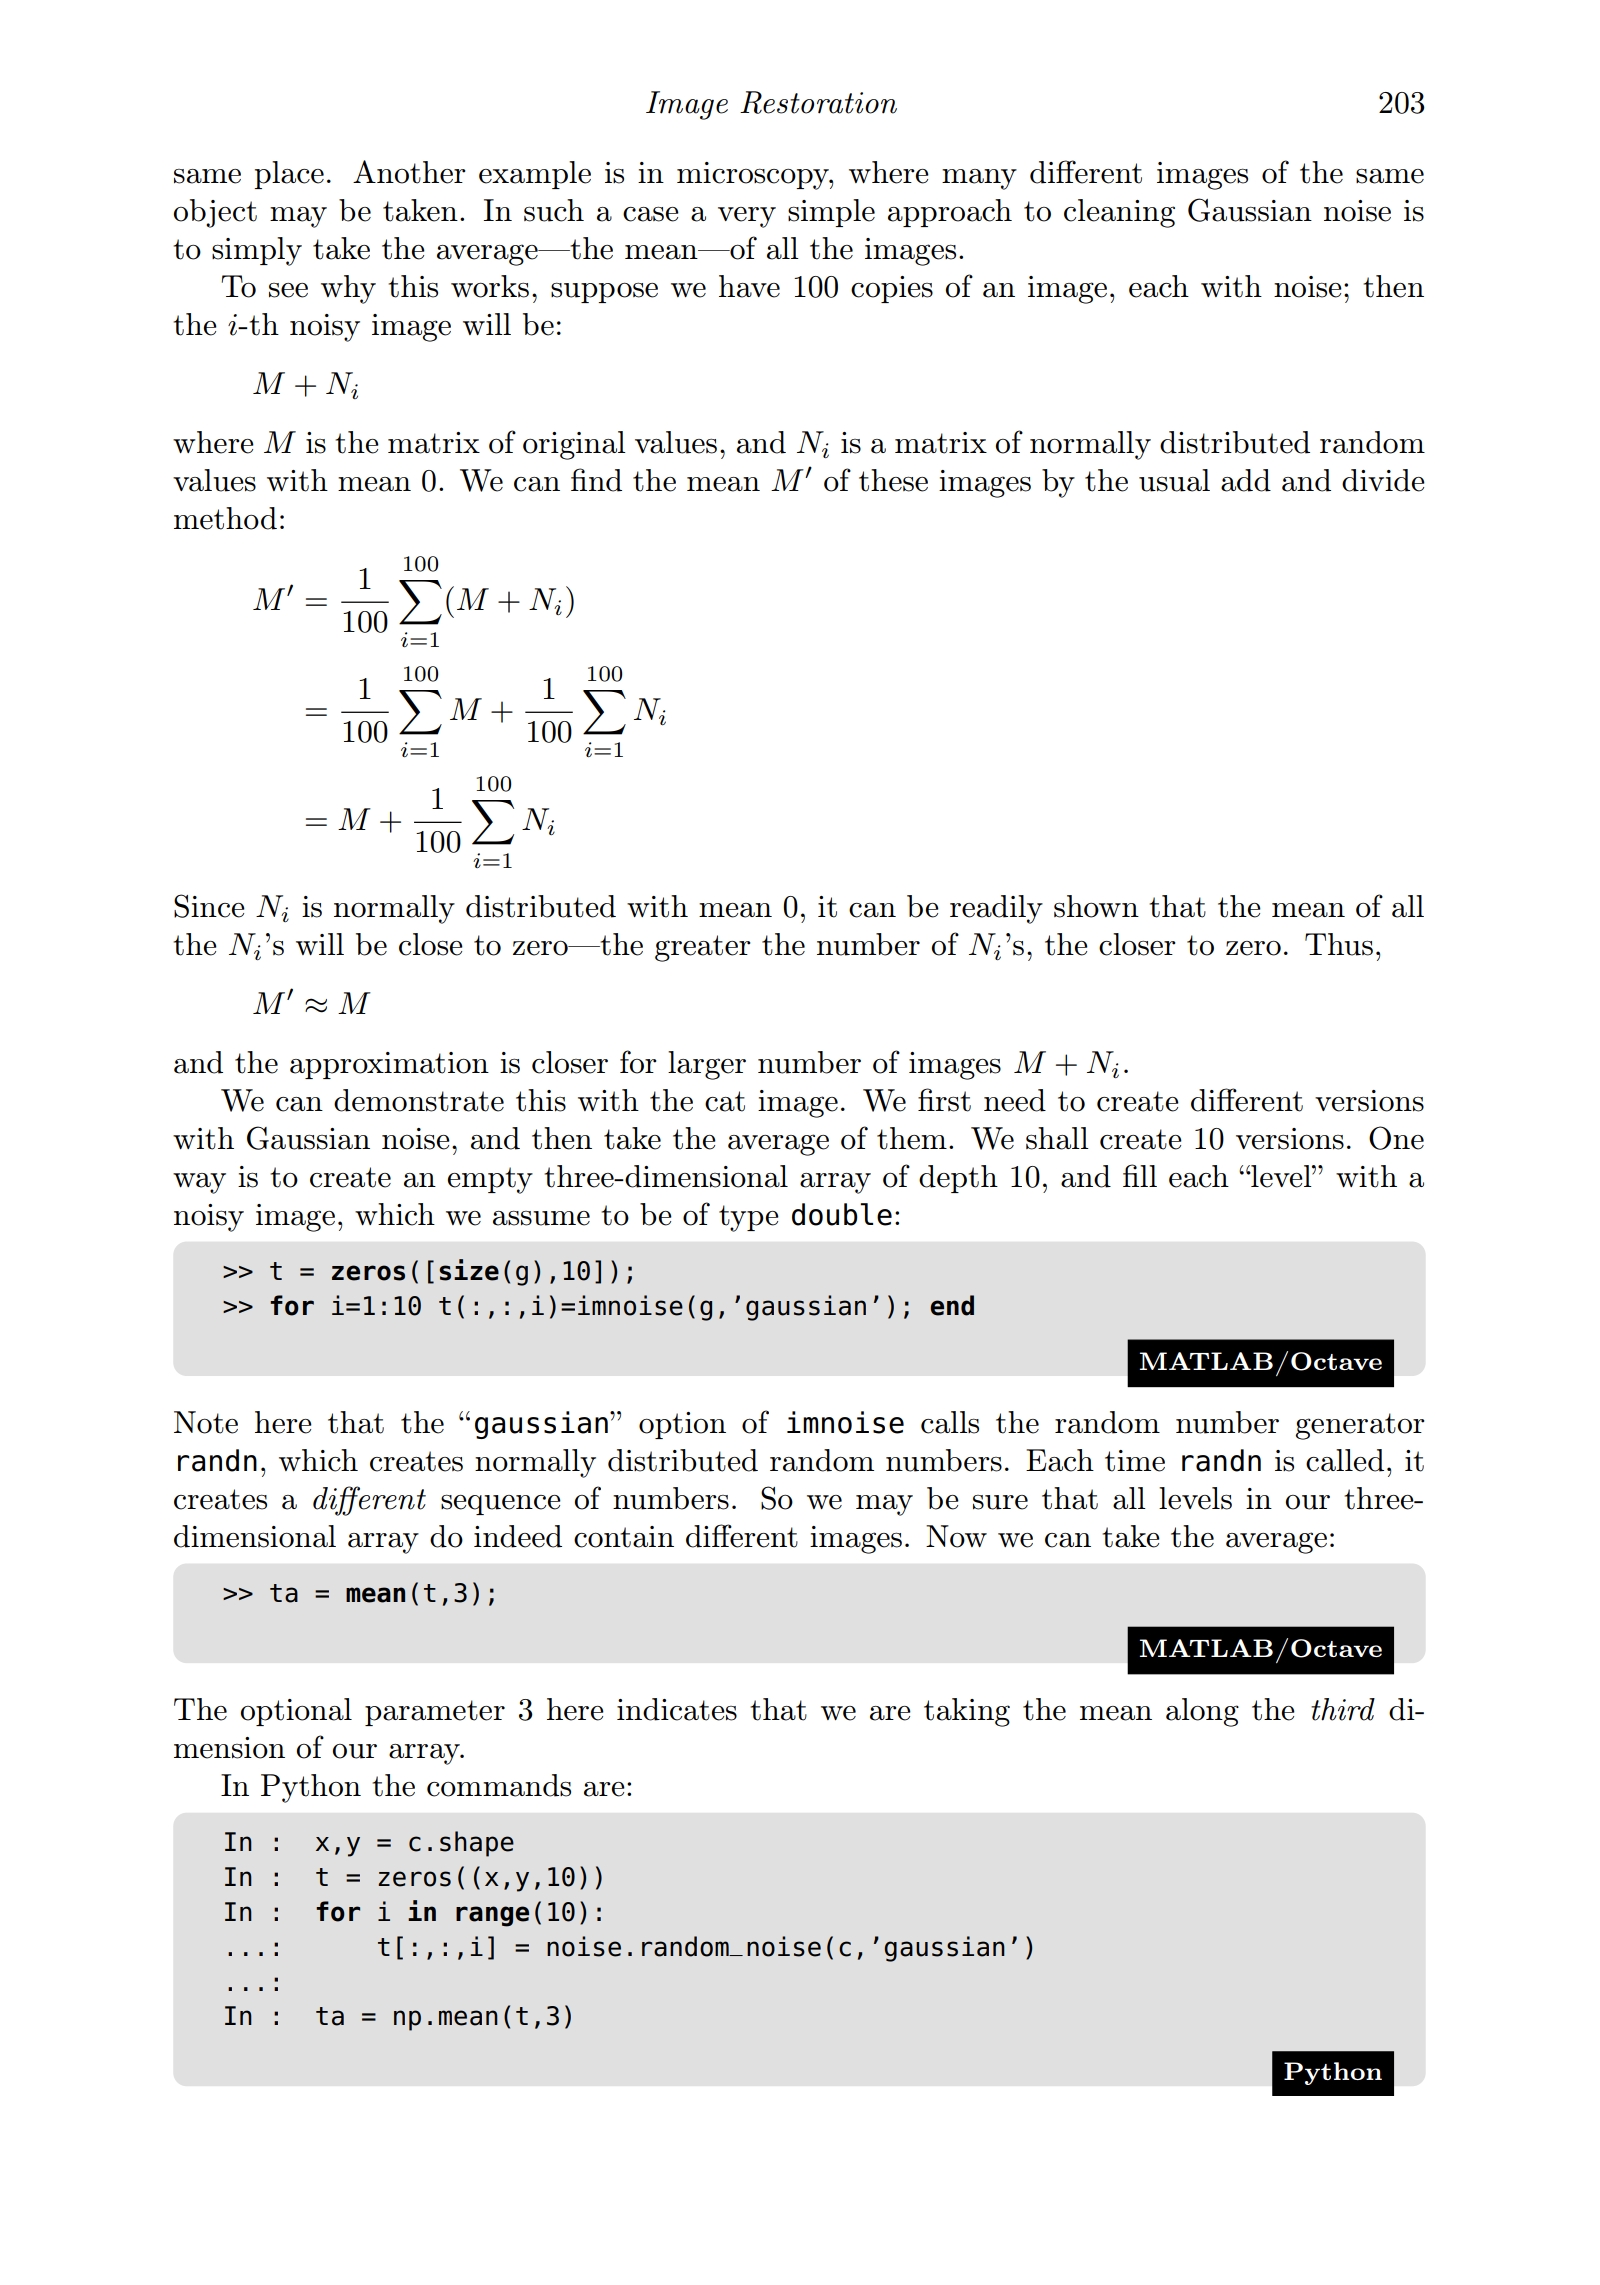 Image Restoration 203
same place. Another example is in microscopy, where many different images of the same
object may be taken. In such a case a very simple approach to cleaning Gaussian noise is
to simply take the average—the mean—of all the images.
To see why this works, suppose we have 100 copies of an image, each with noise; then
the i-th noisy image will be:
M + Nᵢ
where M is the matrix of original values, and Nᵢ is a matrix of normally distributed random
values with mean 0. We can find the mean M′ of these images by the usual add and divide
method:
M′ = \frac{1}{100} \sum_{i=1}^{100} (M + Nᵢ)
= \frac{1}{100} \sum_{i=1}^{100} M + \frac{1}{100} \sum_{i=1}^{100} Nᵢ
= M + \frac{1}{100} \sum_{i=1}^{100} Nᵢ
Since Nᵢ is normally distributed with mean 0, it can be readily shown that the mean of all
the Nᵢ’s will be close to zero—the greater the number of Nᵢ’s, the closer to zero. Thus,
M′ ≈ M
and the approximation is closer for larger number of images M + Nᵢ.
We can demonstrate this with the cat image. We first need to create different versions
with Gaussian noise, and then take the average of them. We shall create 10 versions. One
way is to create an empty three-dimensional array of depth 10, and fill each “level” with a
noisy image, which we assume to be of type double:
>> t = zeros([size(g),10]);
>> for i=1:10 t(:,:,i)=imnoise(g,’gaussian’); end
MATLAB/Octave
Note here that the “gaussian” option of imnoise calls the random number generator
randn, which creates normally distributed random numbers. Each time randn is called, it
creates a different sequence of numbers. So we may be sure that all levels in our three-
dimensional array do indeed contain different images. Now we can take the average:
>> ta = mean(t,3);
MATLAB/Octave
The optional parameter 3 here indicates that we are taking the mean along the third di-
mension of our array.
In Python the commands are:
In : x,y = c.shape
In : t = zeros((x,y,10))
In : for i in range(10):
...: t[:,:,i] = noise.random_noise(c,’gaussian’)
...:
In : ta = np.mean(t,3)
Python